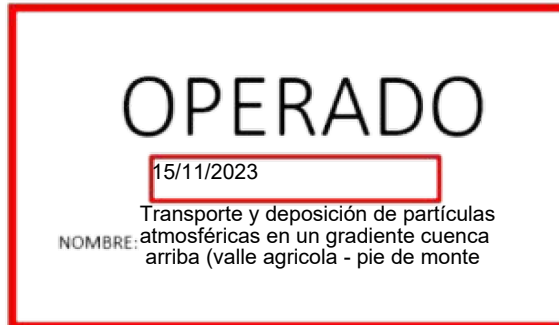 OPERADO
15/11/2023
Transporte y deposición de partículas
NOMBRE: atmosféricas en un gradiente cuenca
arriba (valle agricola - pie de monte